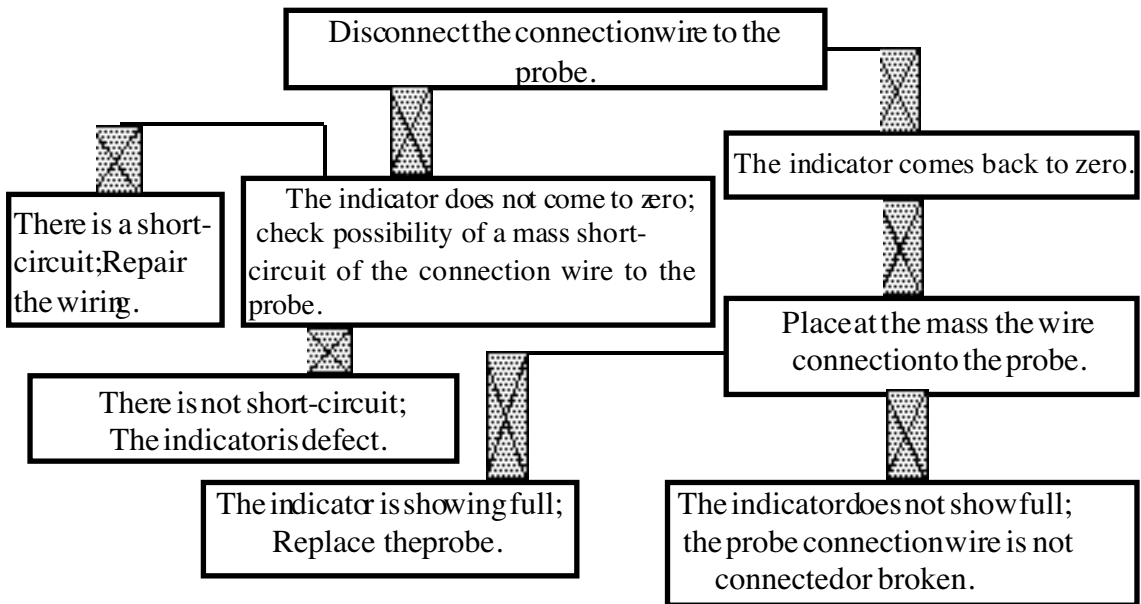 Disconnect the connection wire to the
probe.
The indicator comes back to zero.
The indicator does not come to zero;
check possibility of a mass short-
circuit of the connection wire to the
probe.
There is a short-
circuit; Repair
the wiring.
Place at the mass the wire
connection to the probe.
There is not short-circuit;
The indicator is defect.
The indicator is showing full;
Replace the probe.
The indicator does not show full;
the probe connection wire is not
connected or broken.